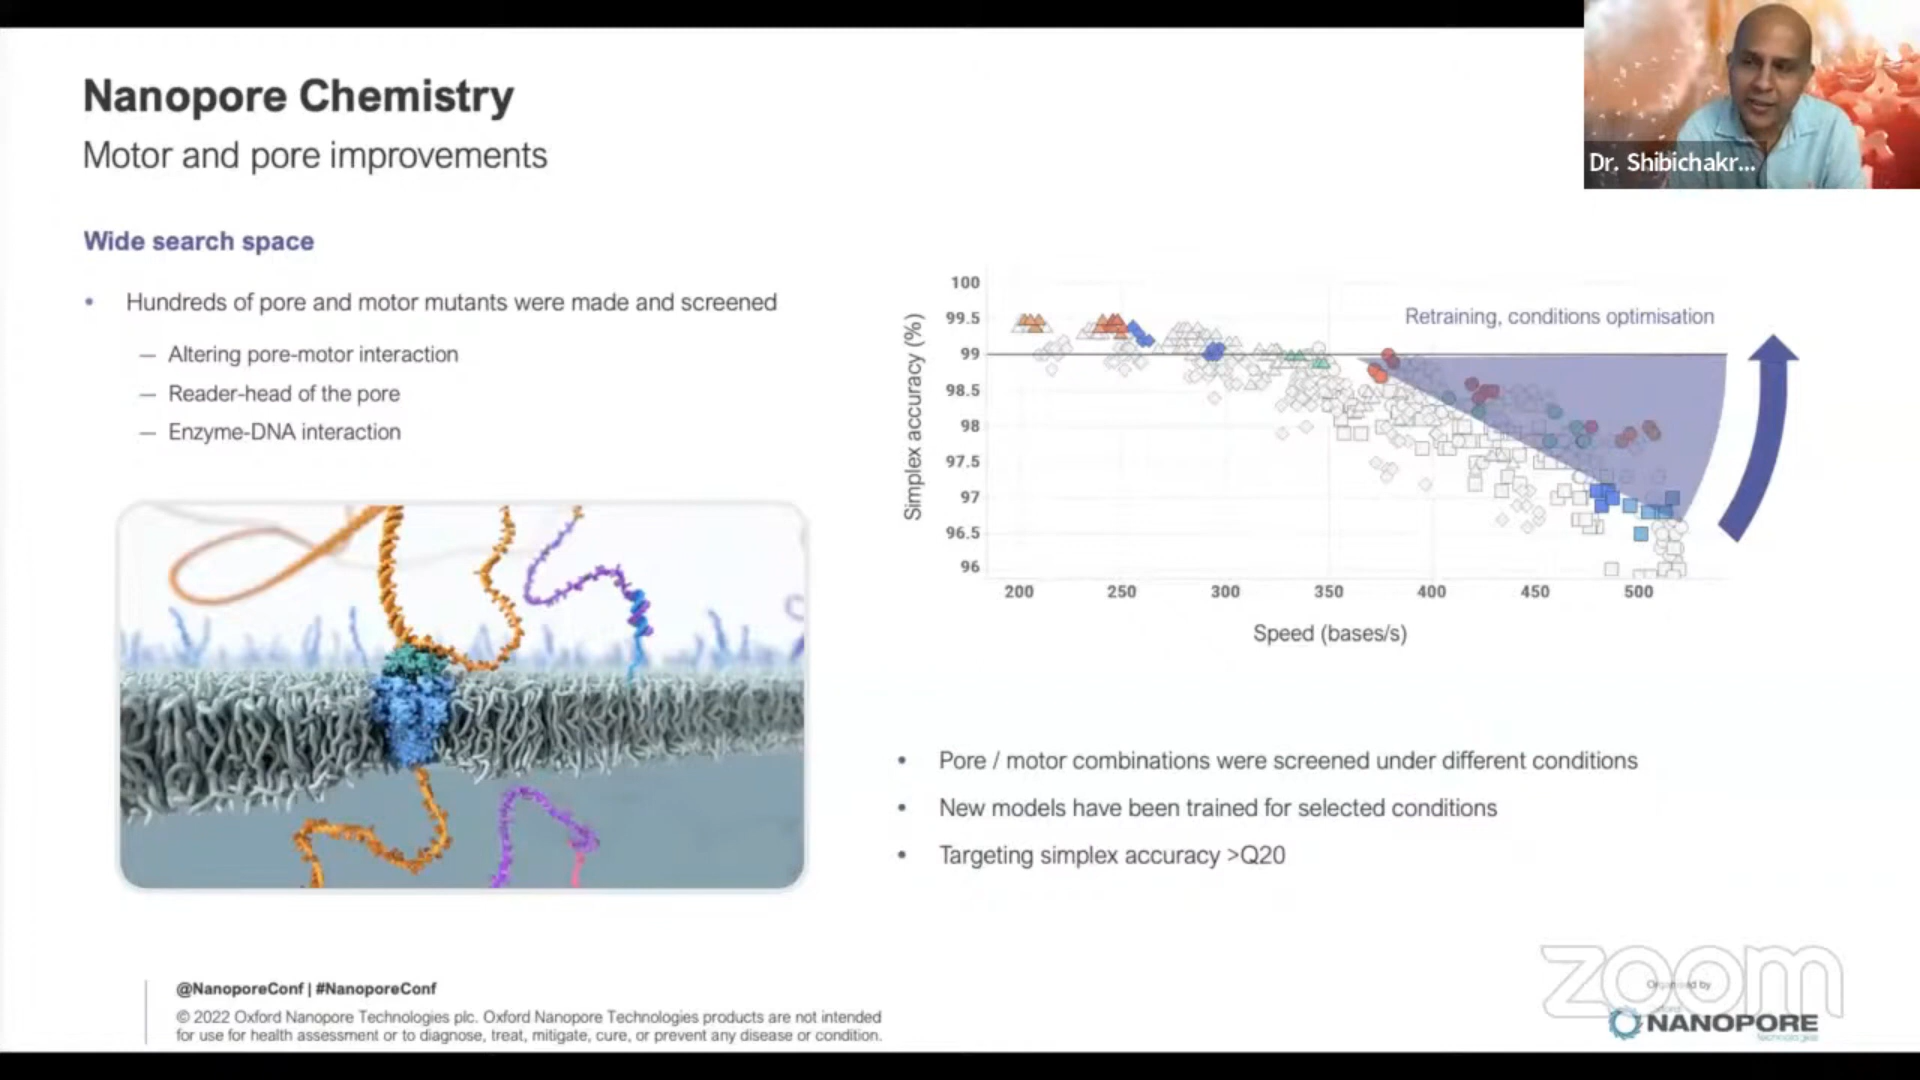 Nanopore Chemistry
Motor and pore improvements
Dr. Shibichakr...
Wide search space
• Hundreds of pore and motor mutants were made and screened
— Altering pore-motor interaction
— Reader-head of the pore
— Enzyme-DNA interaction
Retraining, conditions optimisation
Simplex accuracy (%)
100
99.5
99
98.5
98
97.5
97
96.5
96
200 250 300 350 400 450 500
Speed (bases/s)
• Pore / motor combinations were screened under different conditions
• New models have been trained for selected conditions
• Targeting simplex accuracy >Q20
@NanoporeConf | #NanoporeConf
© 2022 Oxford Nanopore Technologies plc. Oxford Nanopore Technologies products are not intended
for use for health assessment or to diagnose, treat, mitigate, cure, or prevent any disease or condition.
zoom
Organised by
NANOPORE
Technologies